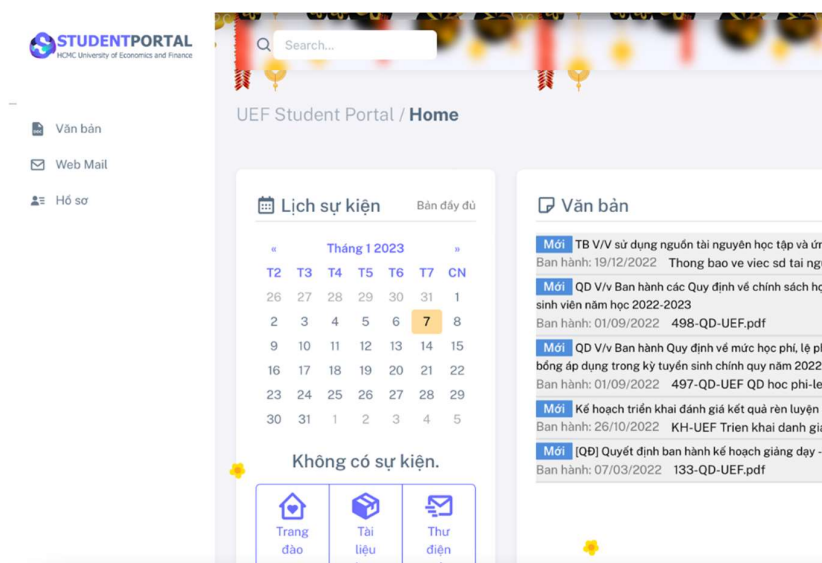 STUDENTPORTAL
HCMC University of Economics and Finance
Search...
Văn bản
Web Mail
Hồ sơ
UEF Student Portal / Home
Lịch sự kiện
Bản đầy đủ
« Tháng 1 2023 »
T2 T3 T4 T5 T6 T7 CN
26 27 28 29 30 31 1
2 3 4 5 6 7 8
9 10 11 12 13 14 15
16 17 18 19 20 21 22
23 24 25 26 27 28 29
30 31 1 2 3 4 5
Không có sự kiện.
Trang
đào
Tài
liệu
Thư
điện
Văn bản
Mới TB V/V sử dụng nguồn tài nguyên học tập và ứn
Ban hành: 19/12/2022 Thong bao ve viec sd tai ngu
Mới QD V/v Ban hành các Quy định về chính sách họ
sinh viên năm học 2022-2023
Ban hành: 01/09/2022 498-QD-UEF.pdf
Mới QD V/v Ban hành Quy định về mức học phí, lệ ph
bổng áp dụng trong kỳ tuyển sinh chính quy năm 2022
Ban hành: 01/09/2022 497-QD-UEF QD hoc phi-le
Mới Kế hoạch triển khai đánh giá kết quả rèn luyện
Ban hành: 26/10/2022 KH-UEF Trien khai danh gia
Mới [QĐ] Quyết định ban hành kế hoạch giảng dạy -
Ban hành: 07/03/2022 133-QD-UEF.pdf